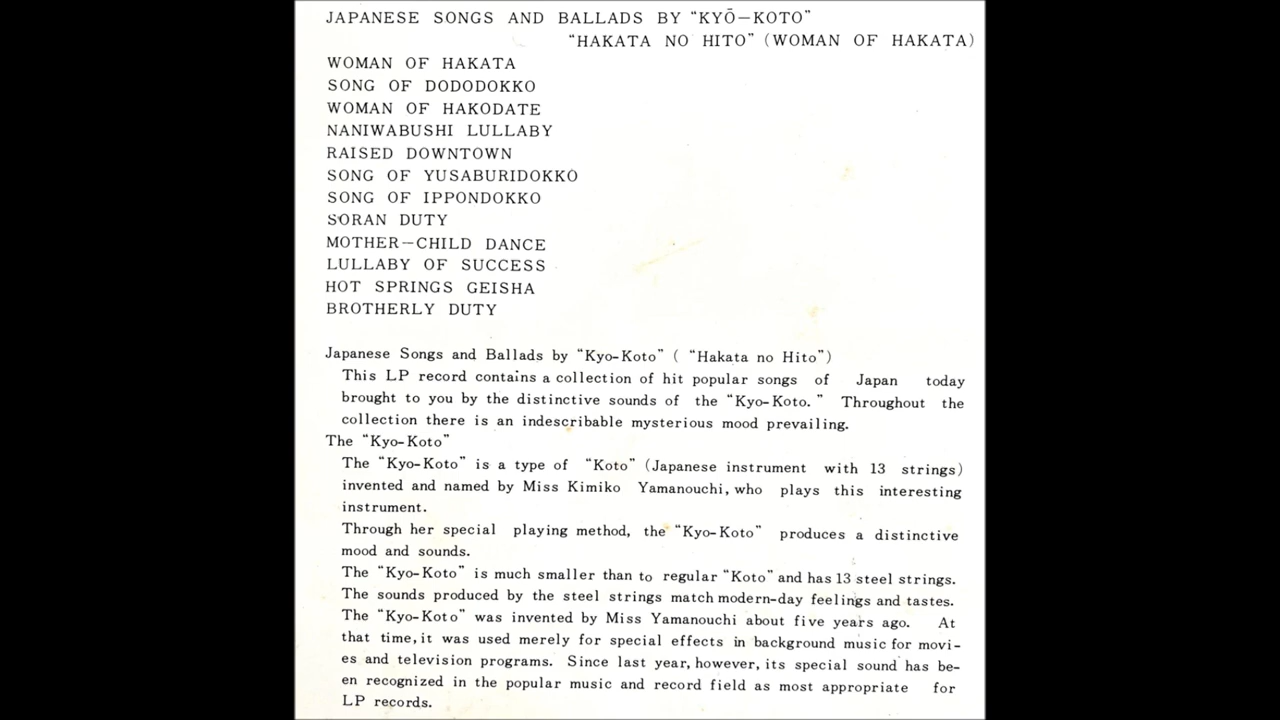 JAPANESE SONGS AND BALLADS BY "KYŌ-KOTO"
"HAKATA NO HITO" (WOMAN OF HAKATA)
WOMAN OF HAKATA
SONG OF DODODOKKO
WOMAN OF HAKODATE
NANIWABUSHI LULLABY
RAISED DOWNTOWN
SONG OF YUSABURIDOKKO
SONG OF IPPONDOKKO
SORAN DUTY
MOTHER-CHILD DANCE
LULLABY OF SUCCESS
HOT SPRINGS GEISHA
BROTHERLY DUTY
Japanese Songs and Ballads by "Kyo-Koto" ( "Hakata no Hito")
This LP record contains a collection of hit popular songs of Japan today
brought to you by the distinctive sounds of the "Kyo-Koto." Throughout the
collection there is an indescribable mysterious mood prevailing.
The "Kyo-Koto"
The "Kyo-Koto" is a type of "Koto" (Japanese instrument with 13 strings)
invented and named by Miss Kimiko Yamanouchi, who plays this interesting
instrument.
Through her special playing method, the "Kyo-Koto" produces a distinctive
mood and sounds.
The "Kyo-Koto" is much smaller than to regular "Koto" and has 13 steel strings.
The sounds produced by the steel strings match modern-day feelings and tastes.
The "Kyo-Koto" was invented by Miss Yamanouchi about five years ago. At
that time, it was used merely for special effects in background music for movi-
es and television programs. Since last year, however, its special sound has be-
en recognized in the popular music and record field as most appropriate for
LP records.